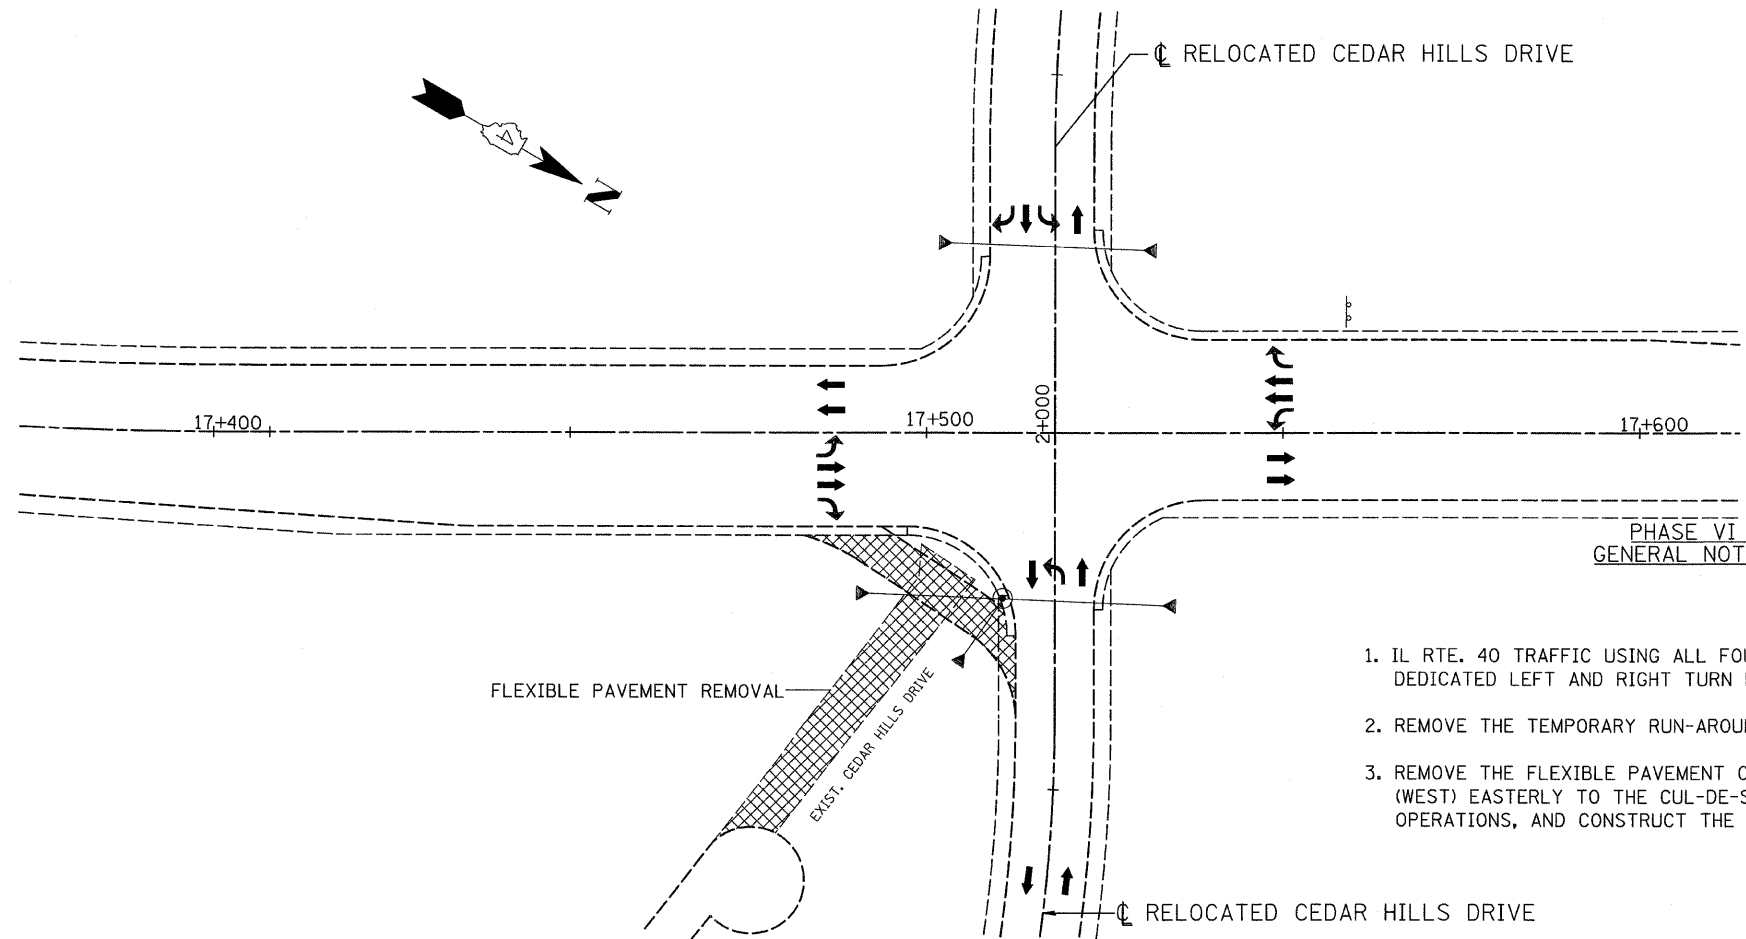 ℄ RELOCATED CEDAR HILLS DRIVE
N
17+400
17+500
2+000
17+600
PHASE VI
GENERAL NOT
1. IL RTE. 40 TRAFFIC USING ALL FOU
DEDICATED LEFT AND RIGHT TURN
2. REMOVE THE TEMPORARY RUN-AROU
3. REMOVE THE FLEXIBLE PAVEMENT O
(WEST) EASTERLY TO THE CUL-DE-S
OPERATIONS, AND CONSTRUCT THE
FLEXIBLE PAVEMENT REMOVAL
EXIST. CEDAR HILLS DRIVE
℄ RELOCATED CEDAR HILLS DRIVE